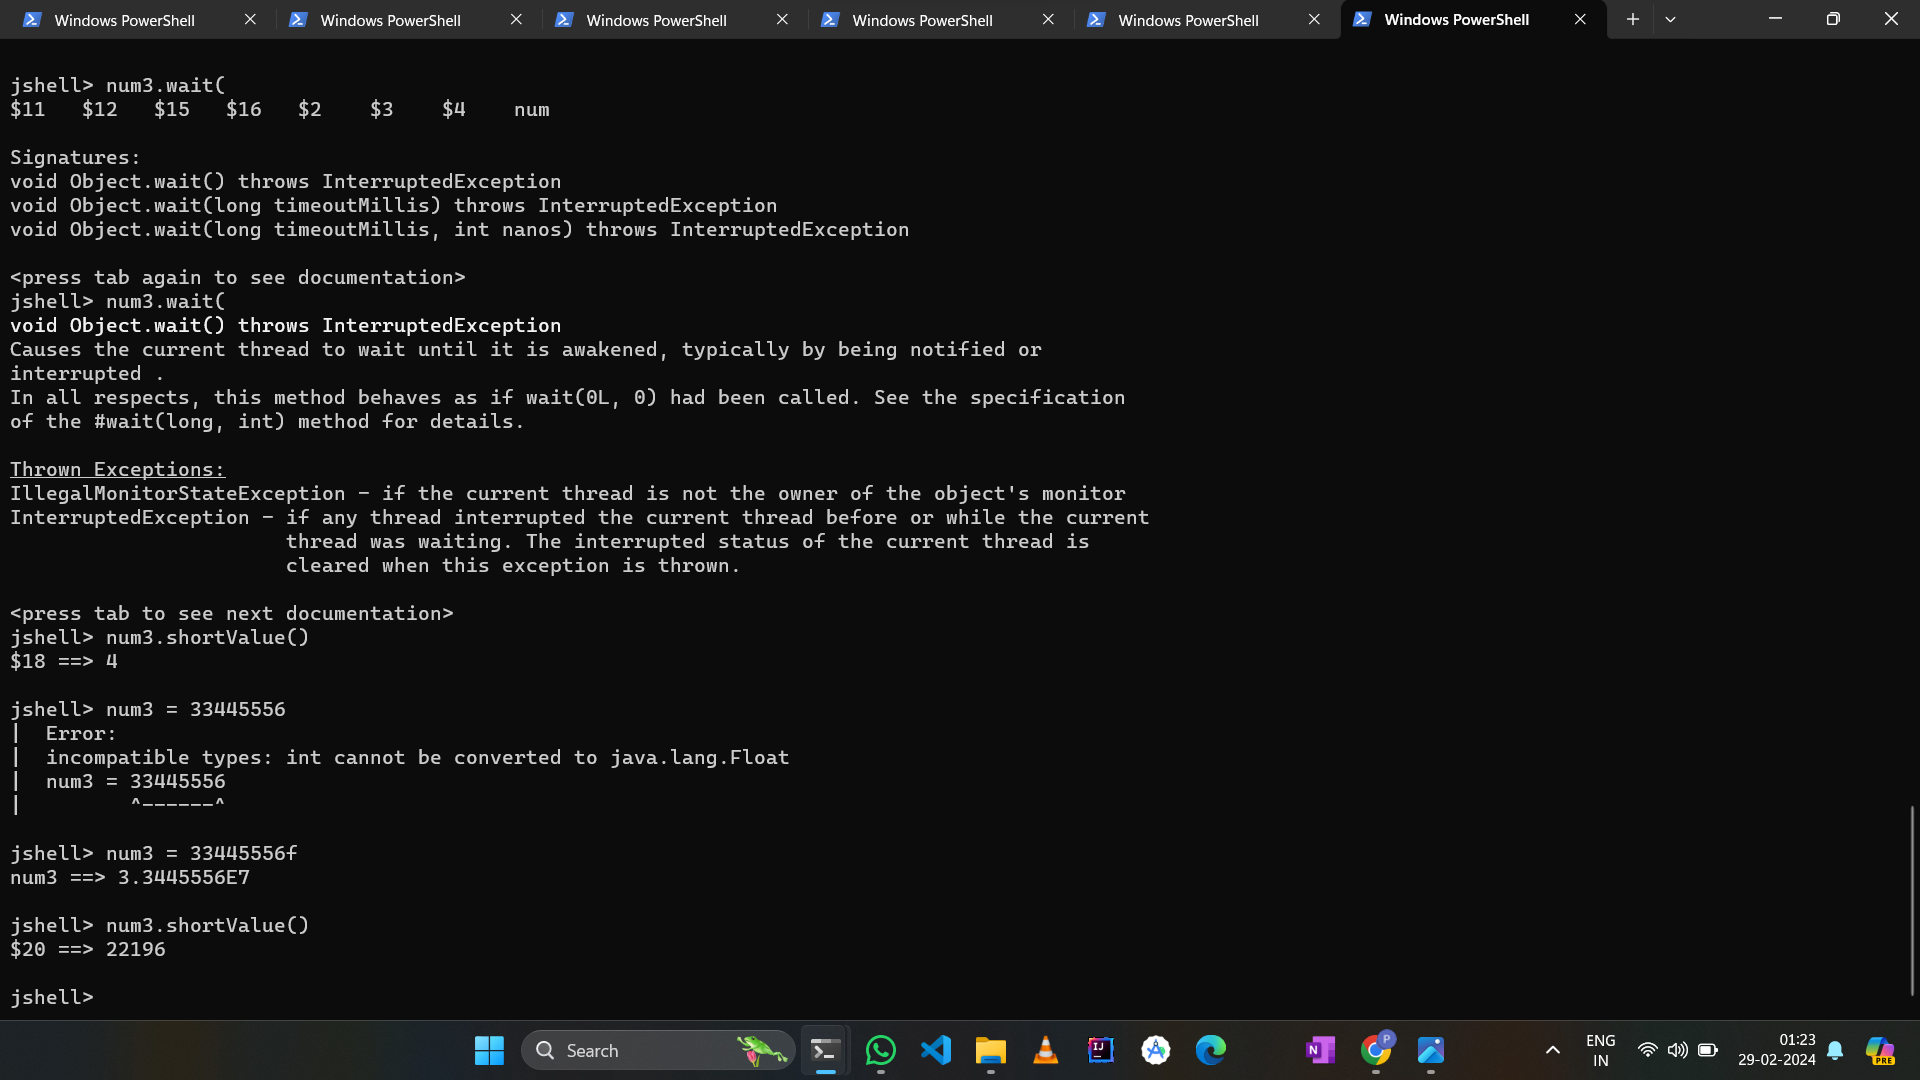 Windows PowerShell Windows PowerShell Windows PowerShell Windows PowerShell Windows PowerShell Windows PowerShell
jshell> num3.wait(
$11   $12   $15   $16   $2    $3    $4    num
Signatures:
void Object.wait() throws InterruptedException
void Object.wait(long timeoutMillis) throws InterruptedException
void Object.wait(long timeoutMillis, int nanos) throws InterruptedException
<press tab again to see documentation>
jshell> num3.wait(
void Object.wait() throws InterruptedException
Causes the current thread to wait until it is awakened, typically by being notified or
interrupted .
In all respects, this method behaves as if wait(0L, 0) had been called. See the specification
of the #wait(long, int) method for details.
Thrown Exceptions:
IllegalMonitorStateException - if the current thread is not the owner of the object's monitor
InterruptedException - if any thread interrupted the current thread before or while the current
thread was waiting. The interrupted status of the current thread is
cleared when this exception is thrown.
<press tab to see next documentation>
jshell> num3.shortValue()
$18 ==> 4
jshell> num3 = 33445556
|  Error:
|  incompatible types: int cannot be converted to java.lang.Float
|  num3 = 33445556
|         ^------^
jshell> num3 = 33445556f
num3 ==> 3.3445556E7
jshell> num3.shortValue()
$20 ==> 22196
jshell>
Search
ENG
IN
01:23
29-02-2024
PRE